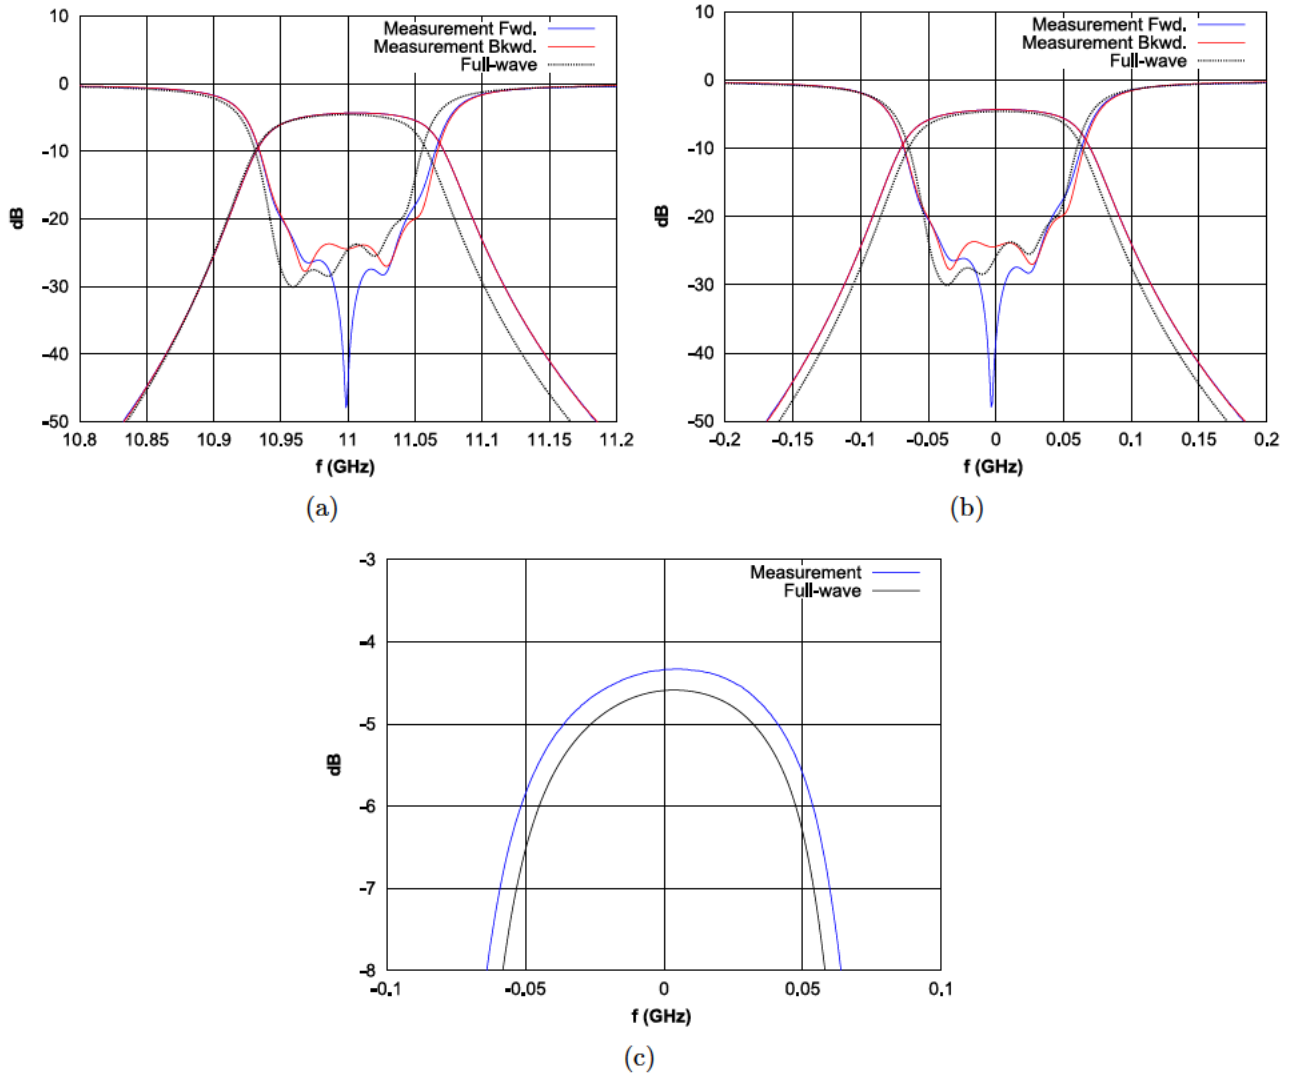 10
0
-10
-20
-30
-40
-50
dB
Measurement Fwd.
Measurement Bkwd.
Full-wave
10.8 10.85 10.9 10.95 11 11.05 11.1 11.15 11.2
f (GHz)
(a)
10
0
-10
-20
-30
-40
-50
dB
Measurement Fwd.
Measurement Bkwd.
Full-wave
-0.2 -0.15 -0.1 -0.05 0 0.05 0.1 0.15 0.2
f (GHz)
(b)
-3
-4
-5
-6
-7
-8
dB
Measurement
Full-wave
-0.1 -0.05 0 0.05 0.1
f (GHz)
(c)